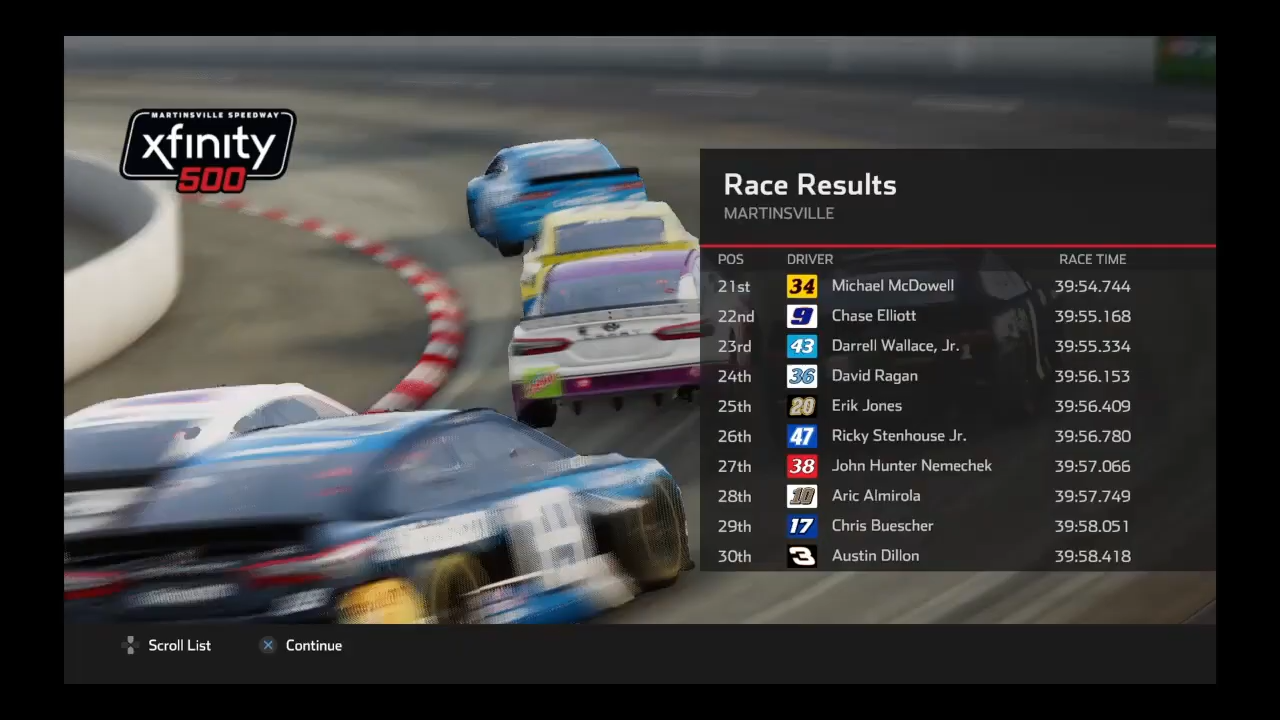 MARTINSVILLE SPEEDWAY
xfinity
500
Race Results
MARTINSVILLE
POS DRIVER RACE TIME
21st 34 Michael McDowell 39:54.744
22nd 9 Chase Elliott 39:55.168
23rd 43 Darrell Wallace, Jr. 39:55.334
24th 36 David Ragan 39:56.153
25th 20 Erik Jones 39:56.409
26th 47 Ricky Stenhouse Jr. 39:56.780
27th 38 John Hunter Nemechek 39:57.066
28th 10 Aric Almirola 39:57.749
29th 17 Chris Buescher 39:58.051
30th 3 Austin Dillon 39:58.418
Scroll List Continue